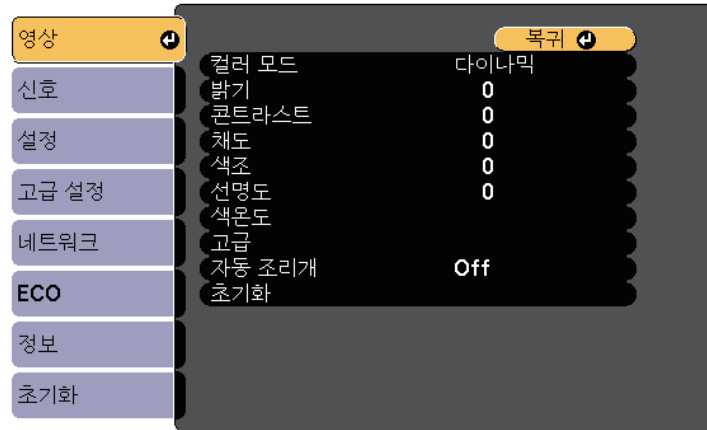 영상
신호
설정
고급 설정
네트워크
ECO
정보
초기화
복귀
컬러 모드 다이나믹
밝기 0
콘트라스트 0
채도 0
색조 0
선명도 0
색온도
고급
자동 조리개 Off
초기화